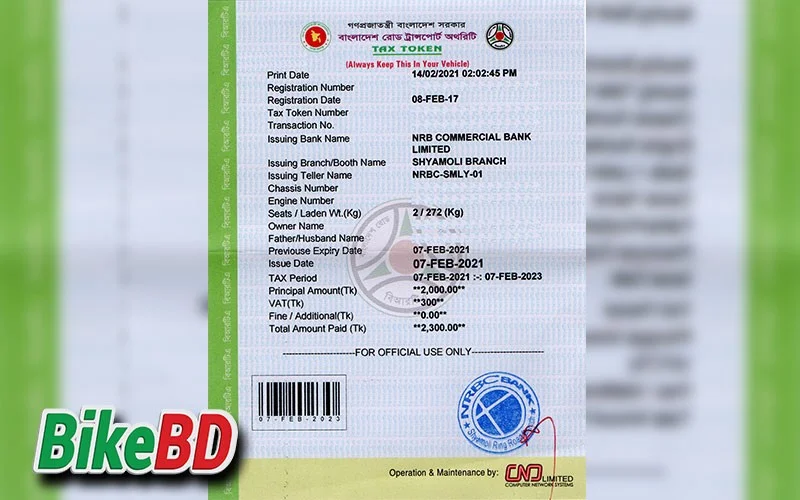 গণপ্রজাতন্ত্রী বাংলাদেশ সরকার
বাংলাদেশ রোড ট্রান্সপোর্ট অথরিটি
TAX TOKEN
(Always Keep This In Your Vehicle)
Print Date 14/02/2021 02:02:45 PM
Registration Number
Registration Date 08-FEB-17
Tax Token Number
Transaction No.
Issuing Bank Name NRB COMMERCIAL BANK
LIMITED
Issuing Branch/Booth Name SHYAMOLI BRANCH
Issuing Teller Name NRBC-SMLY-01
Chassis Number
Engine Number
Seats / Laden Wt.(Kg) 2 / 272 (Kg)
Owner Name
Father/Husband Name
Previouse Expiry Date 07-FEB-2021
Issue Date 07-FEB-2021
TAX Period 07-FEB-2021 :-: 07-FEB-2023
Principal Amount(Tk) **2,000.00**
VAT(Tk) **300**
Fine / Additional(Tk) **0.00**
Total Amount Paid (Tk) **2,300.00**
FOR OFFICIAL USE ONLY
07-FEB-2023
NRBC BANK
Shyamoli Ring Road
BikeBD
Operation & Maintenance by: CNS LIMITED
COMPUTER NETWORK SYSTEMS